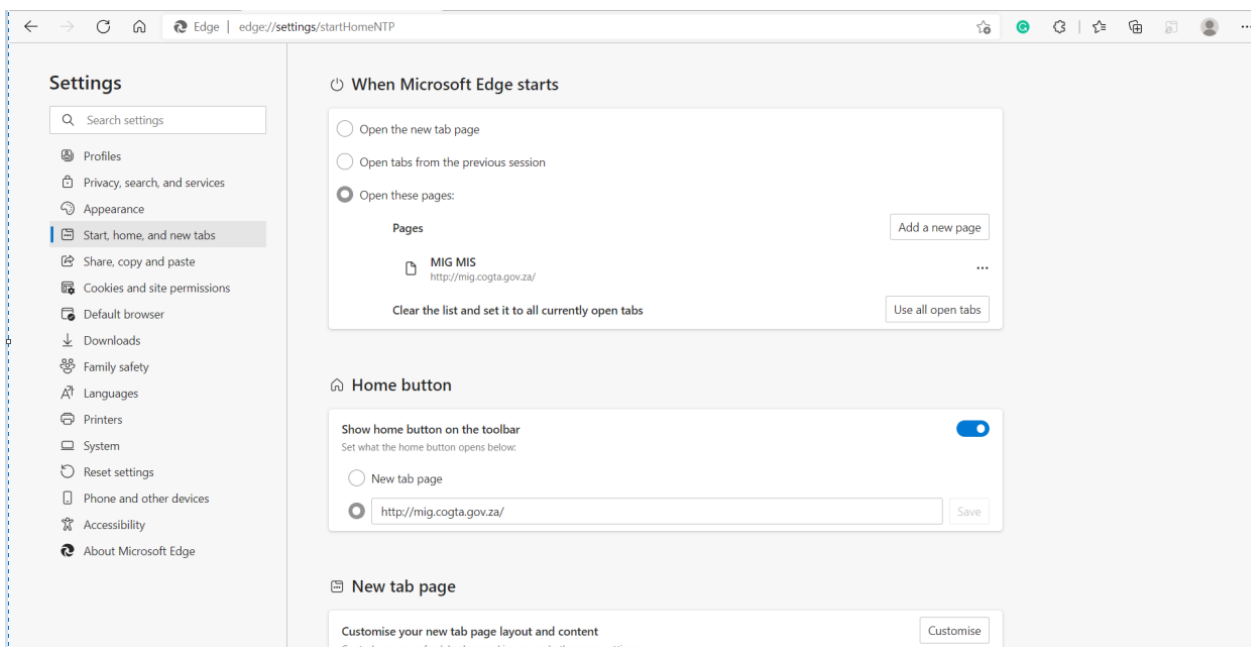 Edge | edge://settings/startHomeNTP
Settings
Search settings
Profiles
Privacy, search, and services
Appearance
Start, home, and new tabs
Share, copy and paste
Cookies and site permissions
Default browser
Downloads
Family safety
Languages
Printers
System
Reset settings
Phone and other devices
Accessibility
About Microsoft Edge
When Microsoft Edge starts
Open the new tab page
Open tabs from the previous session
Open these pages:
Pages
Add a new page
MIG MIS
http://mig.cogta.gov.za/
Clear the list and set it to all currently open tabs
Use all open tabs
Home button
Show home button on the toolbar
Set what the home button opens below:
New tab page
http://mig.cogta.gov.za/
Save
New tab page
Customise your new tab page layout and content
Customise